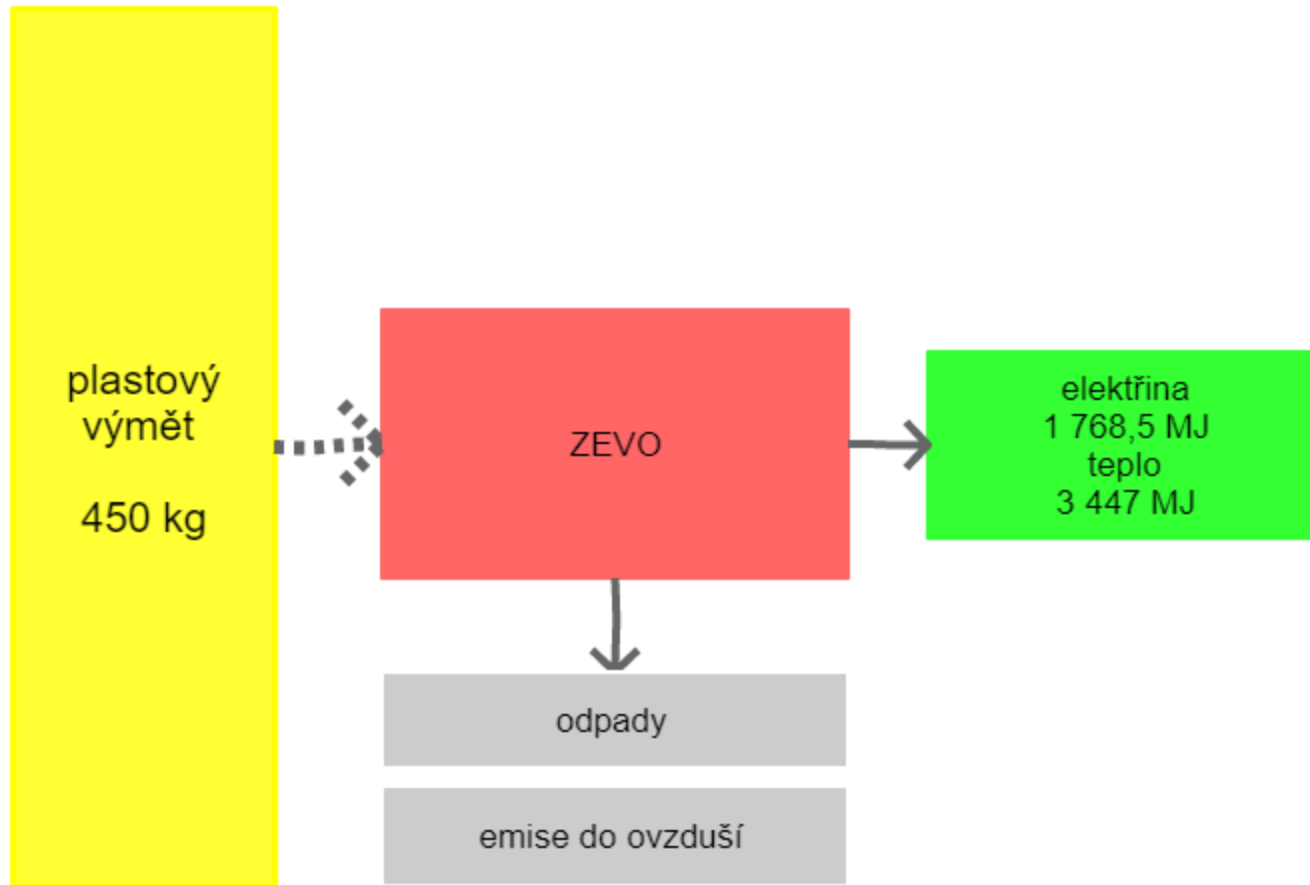 plastový
výmět
450 kg
ZEVO
elektřina
1 768,5 MJ
teplo
3 447 MJ
odpady
emise do ovzduší